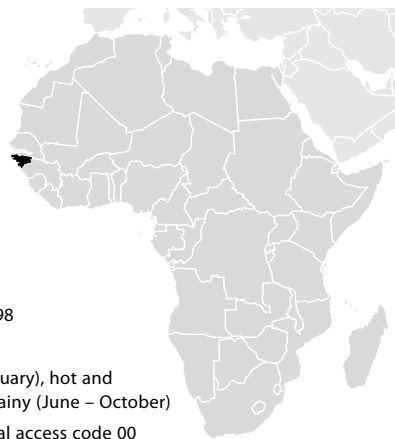 98
uary), hot and
ainy (June – October)
al access code 00